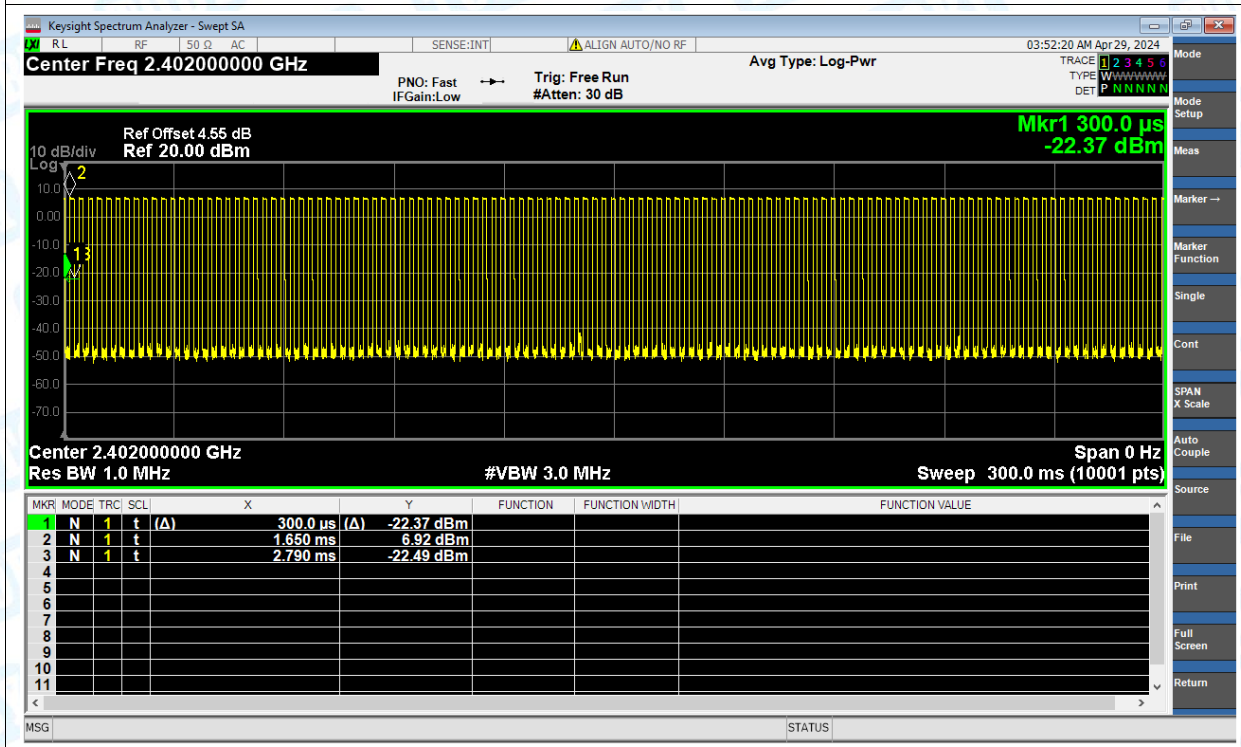 Keysight Spectrum Analyzer - Swept SA
LXI RL RF 50 Ω AC SENSE:INT ALIGN AUTO/NO RF 03:52:20 AM Apr 29, 2024
Center Freq 2.402000000 GHz Avg Type: Log-Pwr TRACE 1 2 3 4 5 6
PNO: Fast Trig: Free Run TYPE WWWWWW
IFGain:Low #Atten: 30 dB DET P N N N N N
Ref Offset 4.55 dB Mkr1 300.0 µs
10 dB/div Ref 20.00 dBm -22.37 dBm
Log
2
10.0
0.00
-10.0
1 3
-20.0
-30.0
-40.0
-50.0
-60.0
-70.0
Center 2.402000000 GHz Span 0 Hz
Res BW 1.0 MHz #VBW 3.0 MHz Sweep 300.0 ms (10001 pts)
MKR MODE TRC SCL X Y FUNCTION FUNCTION WIDTH FUNCTION VALUE
1 N 1 t (Δ) 300.0 µs (Δ) -22.37 dBm
2 N 1 t 1.650 ms 6.92 dBm
3 N 1 t 2.790 ms -22.49 dBm
4
5
6
7
8
9
10
11
MSG STATUS
Mode
Mode
Setup
Meas
Marker →
Marker
Function
Single
Cont
SPAN
X Scale
Auto
Couple
Source
File
Print
Full
Screen
Return